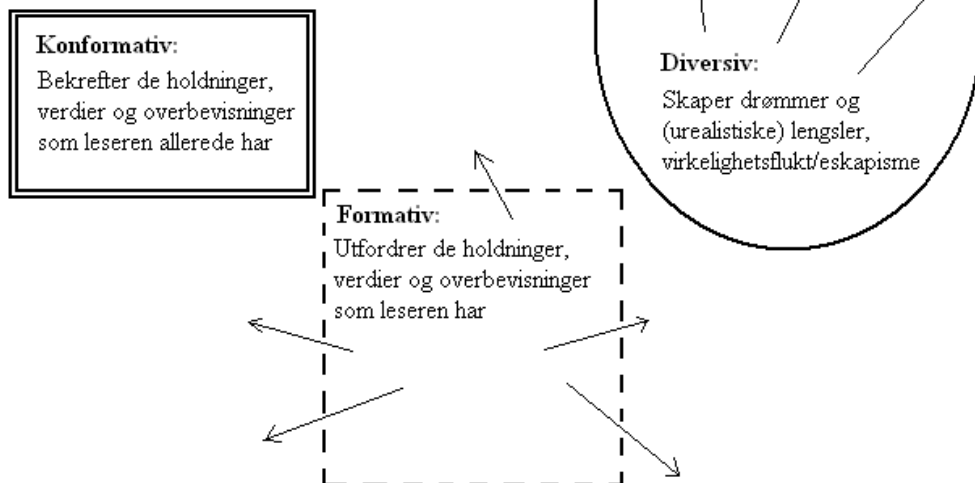 Konformativ:
Bekrefter de holdninger,
verdier og overbevisninger
som leseren allerede har
Diversiv:
Skaper drømmer og
(urealistiske) lengsler,
virkelighetsflukt/eskapisme
Formativ:
Utfordrer de holdninger,
verdier og overbevisninger
som leseren har